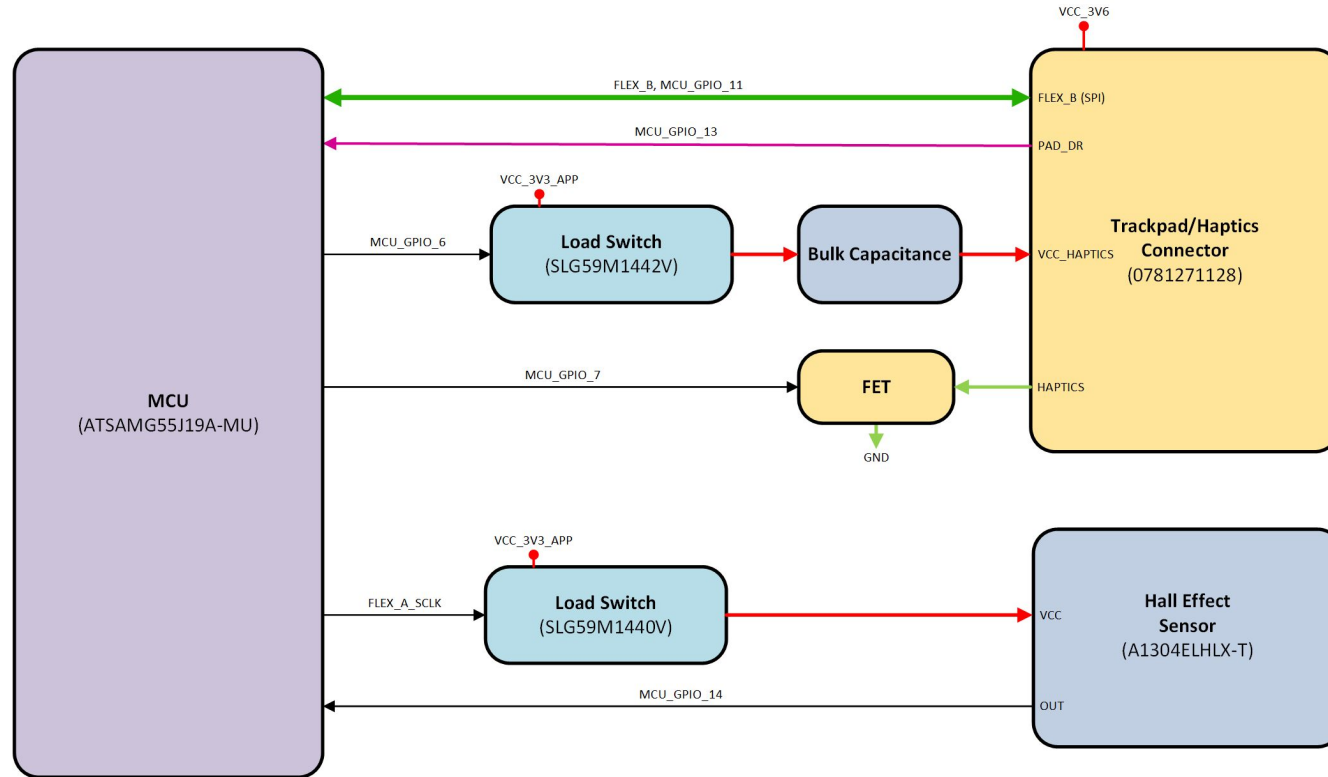 VCC_3V6
FLEX_B, MCU_GPIO_11
FLEX_B (SPI)
MCU_GPIO_13
PAD_DR
VCC_3V3_APP
MCU_GPIO_6
Load Switch
(SLG59M1442V)
Bulk Capacitance
VCC_HAPTICS
Trackpad/Haptics
Connector
(0781271128)
MCU_GPIO_7
FET
HAPTICS
GND
MCU
(ATSAMG55J19A-MU)
VCC_3V3_APP
FLEX_A_SCLK
Load Switch
(SLG59M1440V)
VCC
Hall Effect
Sensor
(A1304ELHLX-T)
MCU_GPIO_14
OUT